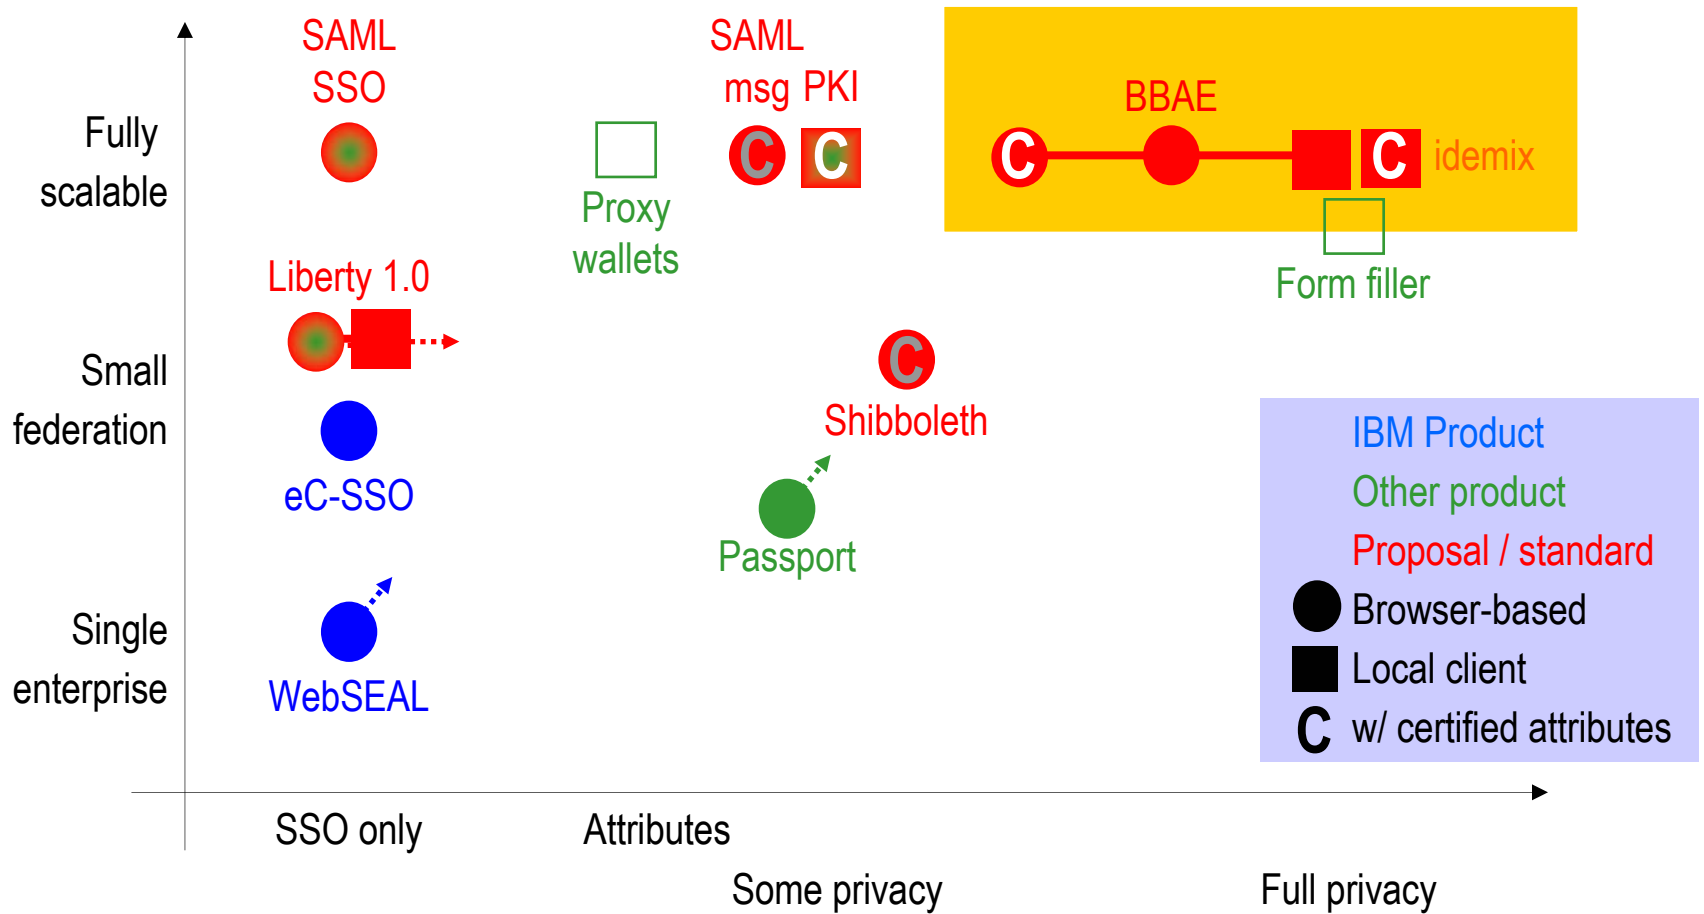 SAML
SSO
SAML
msg PKI
BBAE
Fully
scalable
C
C
C
C
idemix
Proxy
wallets
Form filler
Liberty 1.0
Small
federation
C
Shibboleth
eC-SSO
Passport
Single
enterprise
WebSEAL
IBM Product
Other product
Proposal / standard
Browser-based
Local client
C w/ certified attributes
SSO only
Attributes
Some privacy
Full privacy